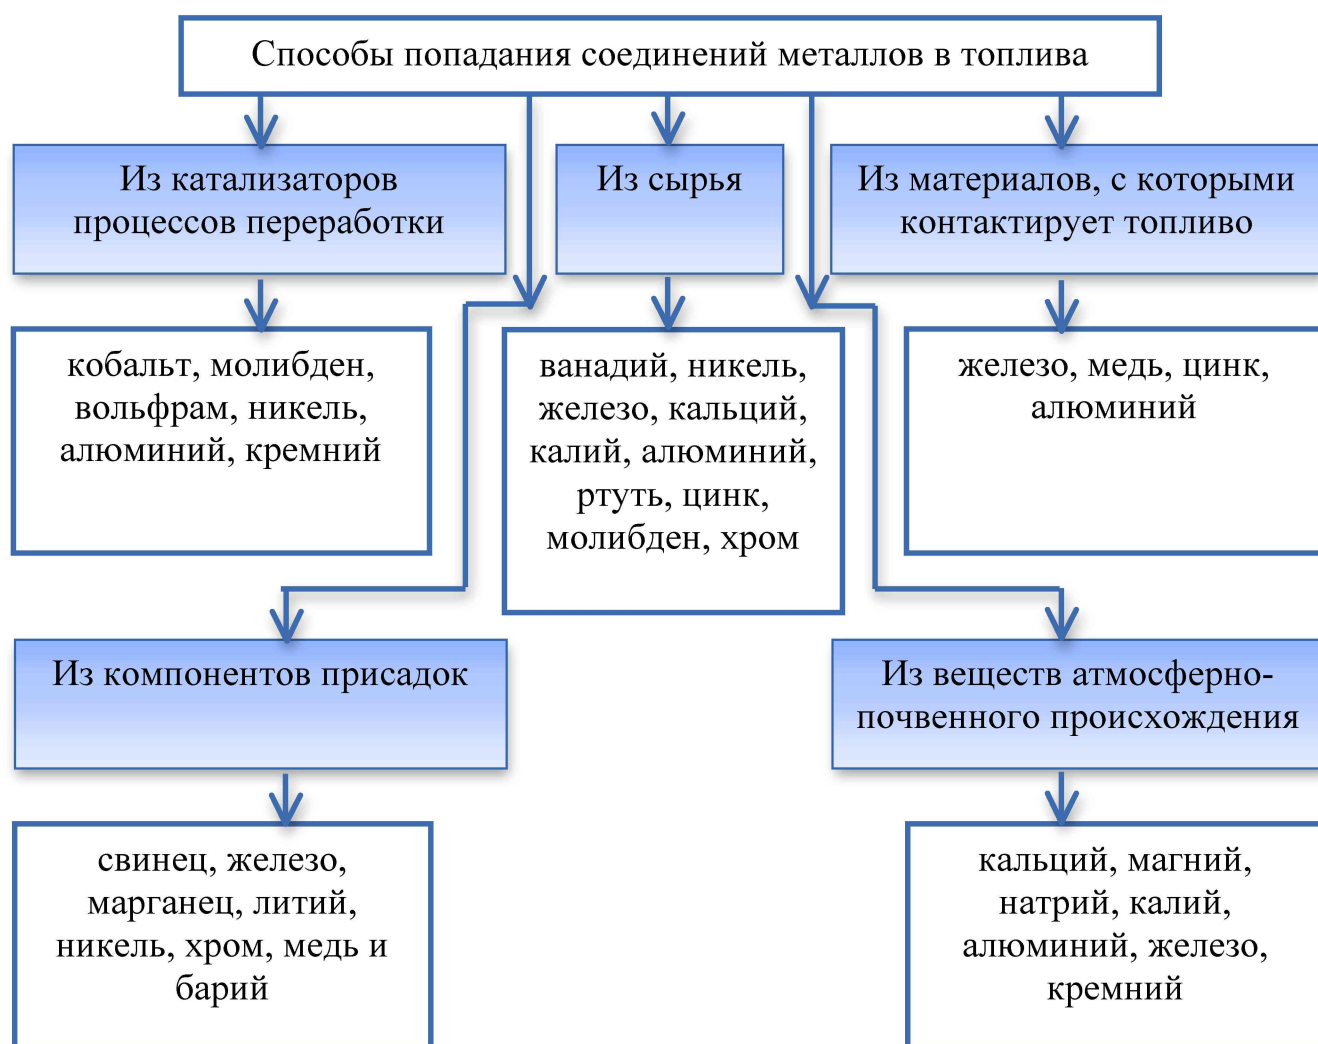 Способы попадания соединений металлов в топлива
Из катализаторов
процессов переработки
Из сырья
Из материалов, с которыми
контактирует топливо
кобальт, молибден,
вольфрам, никель,
алюминий, кремний
ванадий, никель,
железо, кальций,
калий, алюминий,
ртуть, цинк,
молибден, хром
железо, медь, цинк,
алюминий
Из компонентов присадок
Из веществ атмосферно-
почвенного происхождения
свинец, железо,
марганец, литий,
никель, хром, медь и
барий
кальций, магний,
натрий, калий,
алюминий, железо,
кремний